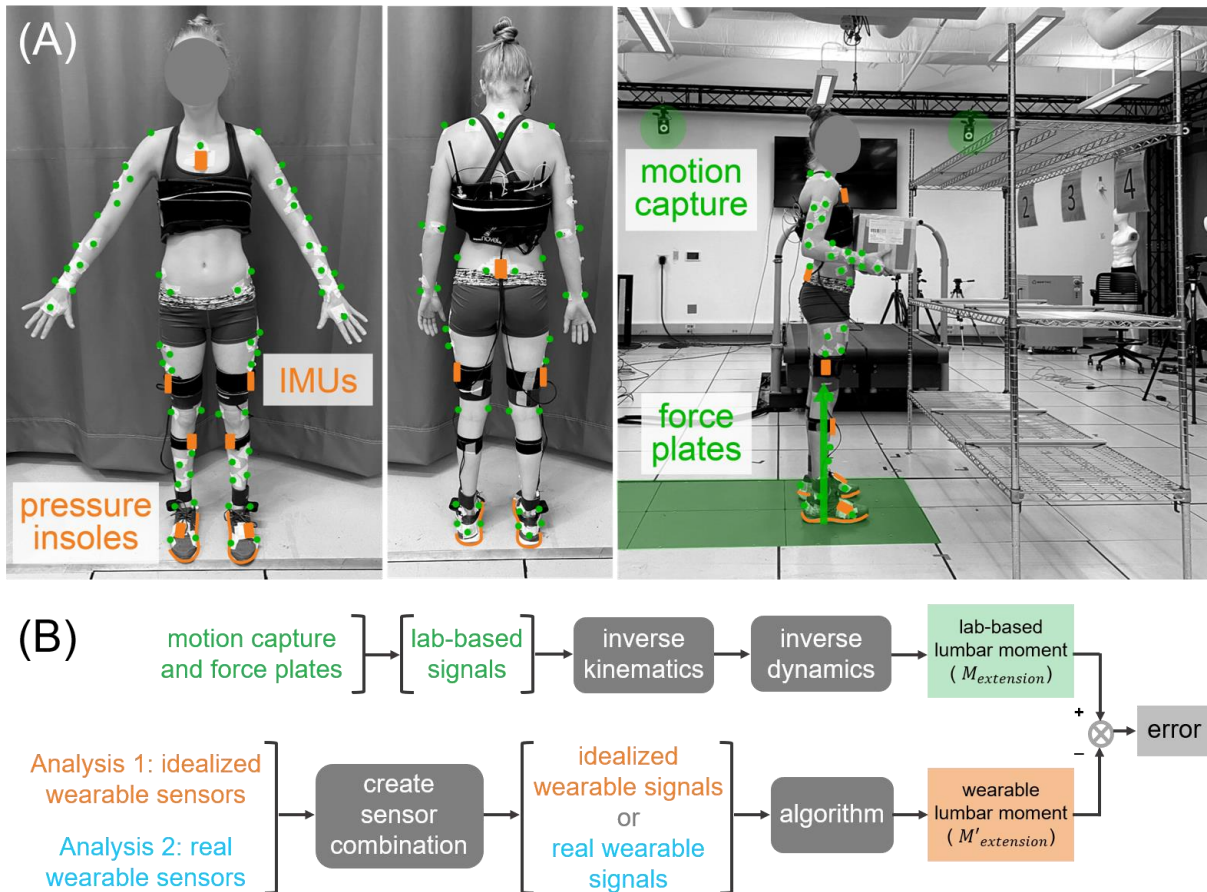 (A)
IMUs
pressure
insoles
novel
motion
capture
force
plates
2
3
4
(B)
motion capture
and force plates
lab-based
signals
inverse
kinematics
inverse
dynamics
lab-based
lumbar moment
( M_extension)
+
−
error
Analysis 1: idealized
wearable sensors
Analysis 2: real
wearable sensors
create
sensor
combination
idealized
wearable signals
or
real wearable
signals
algorithm
wearable
lumbar moment
( M'_extension)